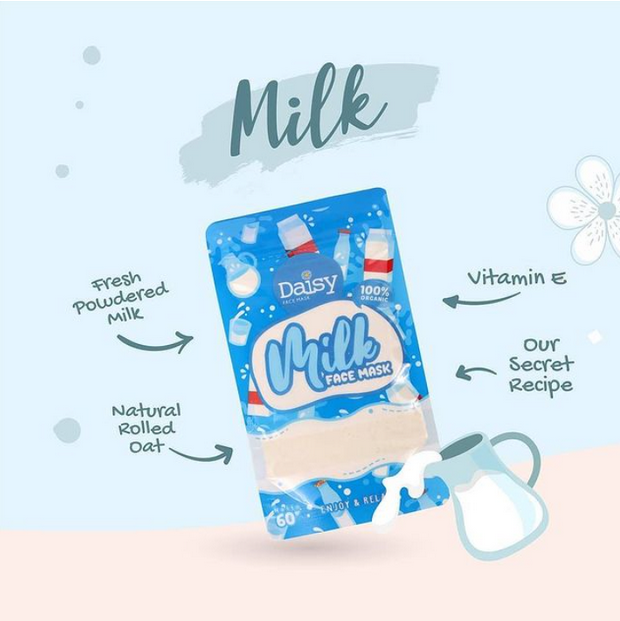 Milk
Fresh
Powdered
Milk
Natural
Rolled
Oat
Daisy
FACE MASK
100%
ORGANIC
Milk
FACE MASK
60
ENJOY & RELA
Vitamin E
Our
Secret
Recipe